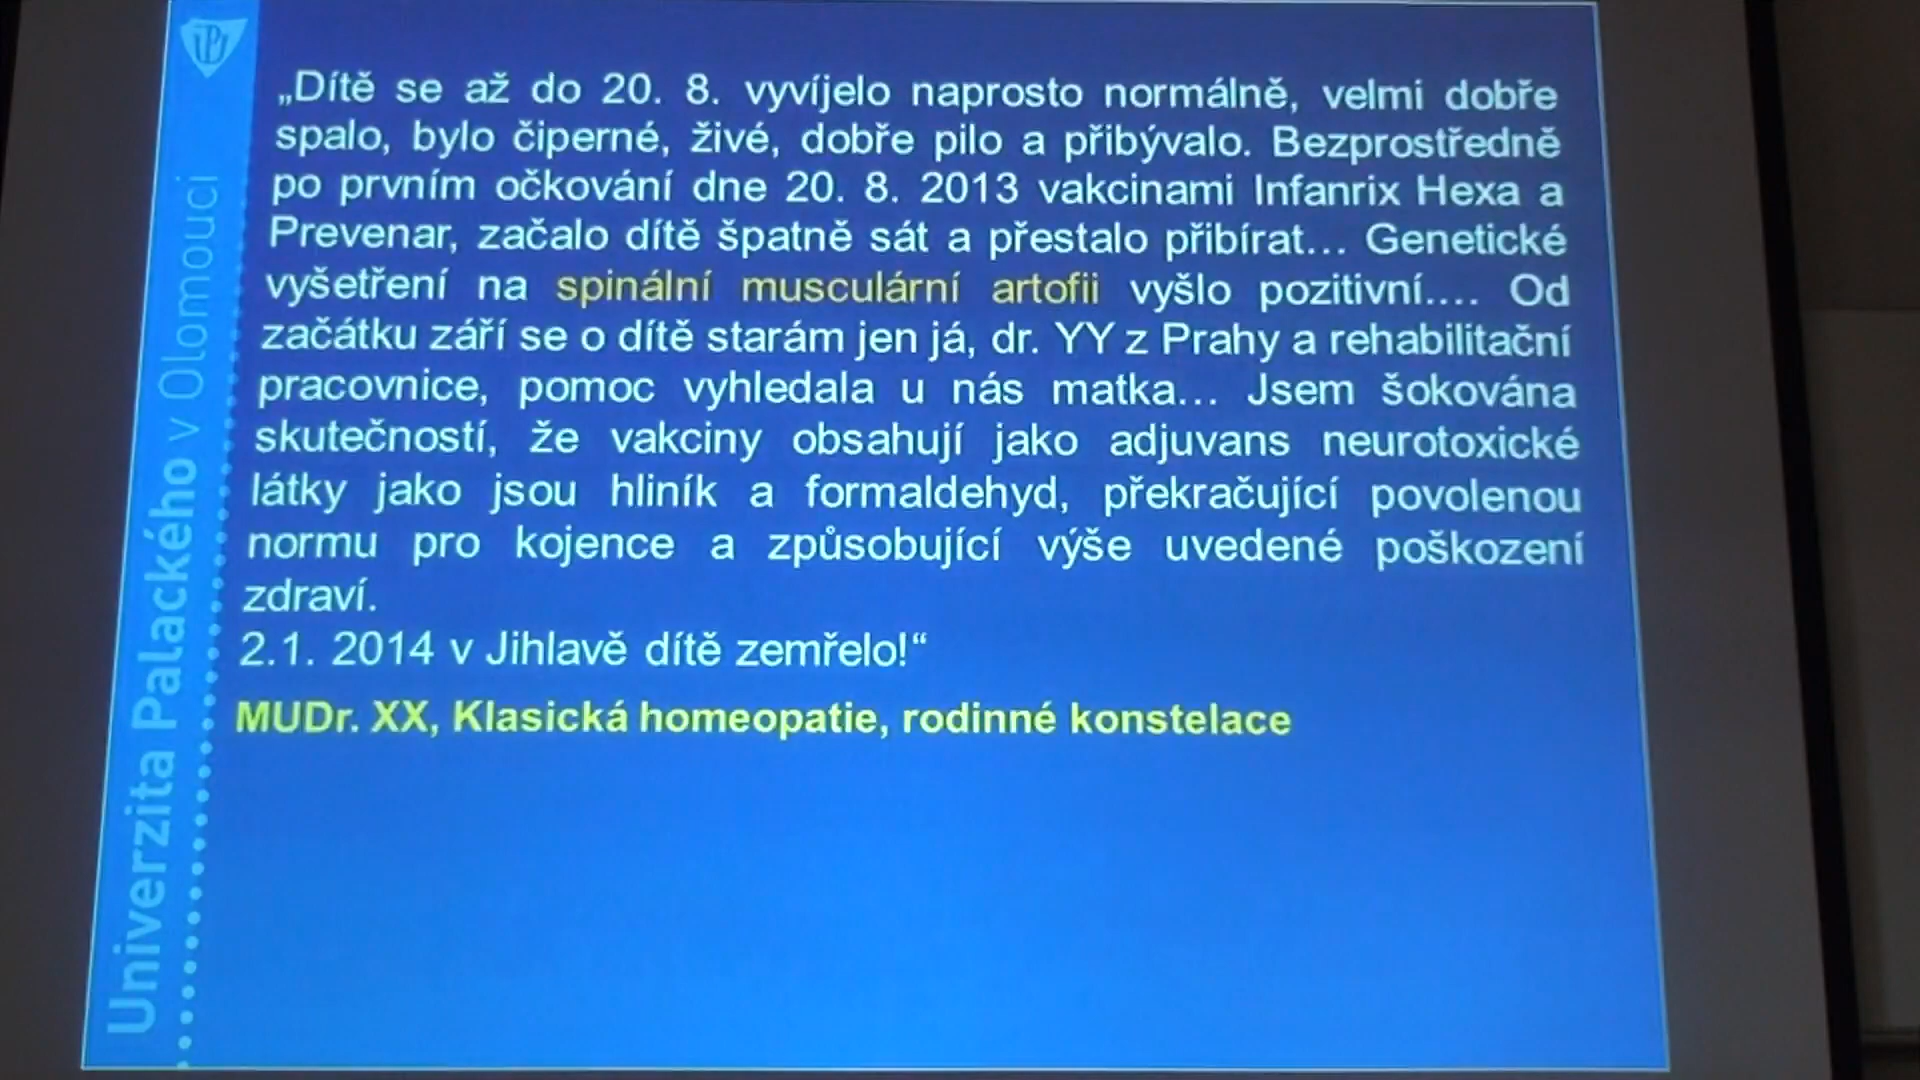 „Dítě se až do 20. 8. vyvíjelo naprosto normálně, velmi dobře
spalo, bylo čiperné, živé, dobře pilo a přibývalo. Bezprostředně
po prvním očkování dne 20. 8. 2013 vakcinami Infanrix Hexa a
Prevenar, začalo dítě špatně sát a přestalo přibírat... Genetické
vyšetření na spinální musculární artofii vyšlo pozitivní.... Od
začátku září se o dítě starám jen já, dr. YY z Prahy a rehabilitační
pracovnice, pomoc vyhledala u nás matka... Jsem šokována
skutečností, že vakciny obsahují jako adjuvans neurotoxické
látky jako jsou hliník a formaldehyd, překračující povolenou
normu pro kojence a způsobující výše uvedené poškození
zdraví.
2.1. 2014 v Jihlavě dítě zemřelo!“
MUDr. XX, Klasická homeopatie, rodinné konstelace
Univerzita Palackého v Olomouci
UP